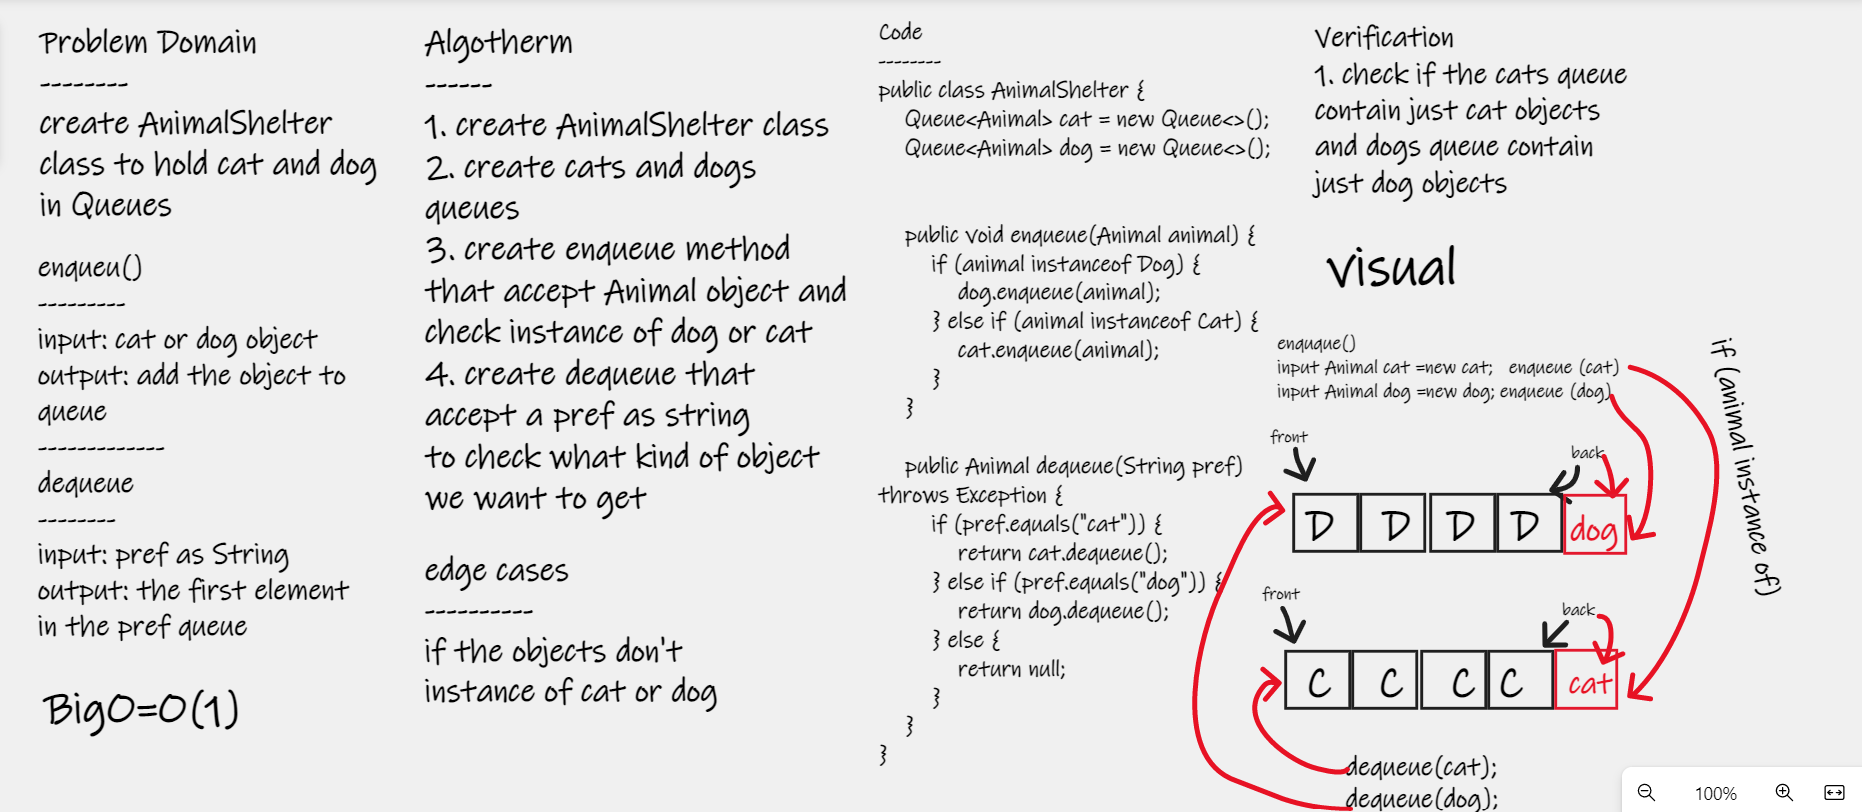 Problem Domain
--------
create AnimalShelter
class to hold cat and dog
in Queues
enqueu()
---------
input: cat or dog object
output: add the object to
queue
-------------
dequeue
--------
input: pref as String
output: the first element
in the pref queue
BigO=O(1)
Algotherm
------
1. create AnimalShelter class
2. create cats and dogs
queues
3. create enqueue method
that accept Animal object and
check instance of dog or cat
4. create dequeue that
accept a pref as string
to check what kind of object
we want to get
edge cases
----------
if the objects don't
instance of cat or dog
Code
--------
public class AnimalShelter {
Queue<Animal> cat = new Queue<>();
Queue<Animal> dog = new Queue<>();
public void enqueue(Animal animal) {
if (animal instanceof Dog) {
dog.enqueue(animal);
} else if (animal instanceof Cat) {
cat.enqueue(animal);
}
}
public Animal dequeue(String pref)
throws Exception {
if (pref.equals("cat")) {
return cat.dequeue();
} else if (pref.equals("dog")) {
return dog.dequeue();
} else {
return null;
}
}
}
Verification
1. check if the cats queue
contain just cat objects
and dogs queue contain
just dog objects
visual
enquque()
input Animal cat =new cat; enqueue (cat)
input Animal dog =new dog; enqueue (dog)
if (animal instance of)
front
back
D D D D dog
front
back
C C C C cat
dequeue(cat);
dequeue(dog);
100%